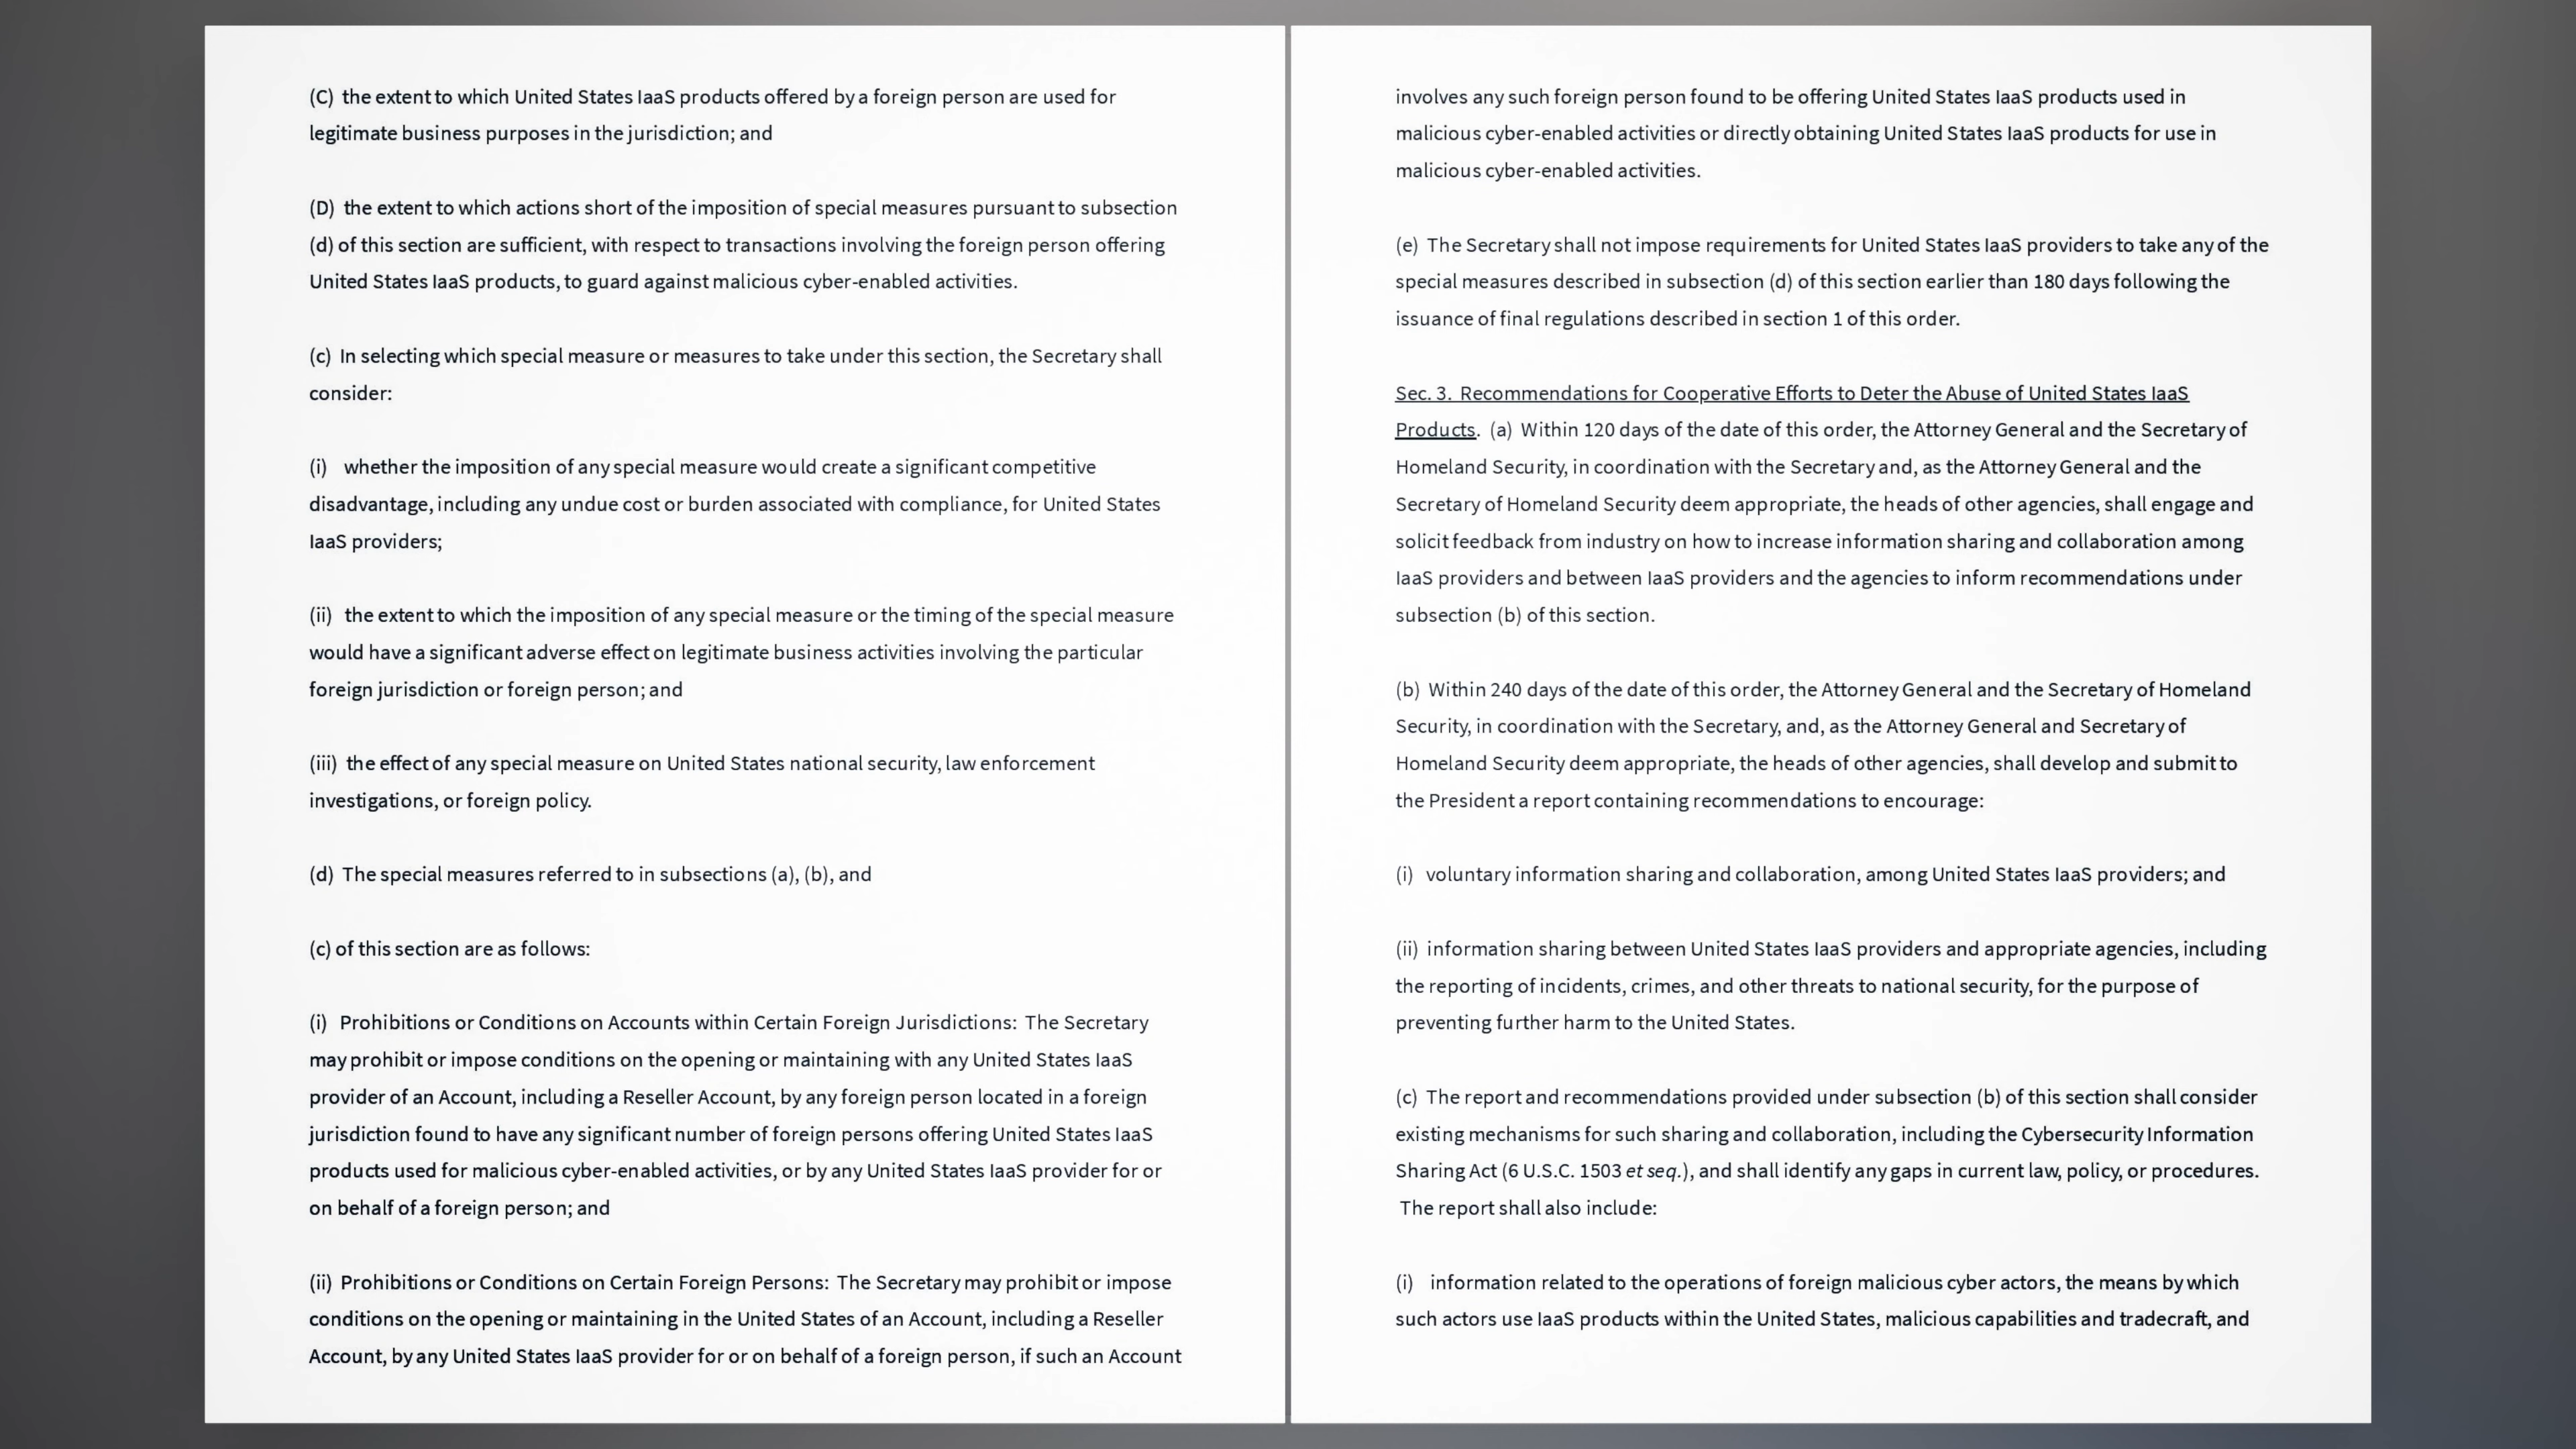 (C) the extent to which United States IaaS products offered by a foreign person are used for
legitimate business purposes in the jurisdiction; and
(D) the extent to which actions short of the imposition of special measures pursuant to subsection
(d) of this section are sufficient, with respect to transactions involving the foreign person offering
United States IaaS products, to guard against malicious cyber-enabled activities.
(c) In selecting which special measure or measures to take under this section, the Secretary shall
consider:
(i) whether the imposition of any special measure would create a significant competitive
disadvantage, including any undue cost or burden associated with compliance, for United States
IaaS providers;
(ii) the extent to which the imposition of any special measure or the timing of the special measure
would have a significant adverse effect on legitimate business activities involving the particular
foreign jurisdiction or foreign person; and
(iii) the effect of any special measure on United States national security, law enforcement
investigations, or foreign policy.
(d) The special measures referred to in subsections (a), (b), and
(c) of this section are as follows:
(i) Prohibitions or Conditions on Accounts within Certain Foreign Jurisdictions: The Secretary
may prohibit or impose conditions on the opening or maintaining with any United States IaaS
provider of an Account, including a Reseller Account, by any foreign person located in a foreign
jurisdiction found to have any significant number of foreign persons offering United States IaaS
products used for malicious cyber-enabled activities, or by any United States IaaS provider for or
on behalf of a foreign person; and
(ii) Prohibitions or Conditions on Certain Foreign Persons: The Secretary may prohibit or impose
conditions on the opening or maintaining in the United States of an Account, including a Reseller
Account, by any United States IaaS provider for or on behalf of a foreign person, if such an Account
involves any such foreign person found to be offering United States IaaS products used in
malicious cyber-enabled activities or directly obtaining United States IaaS products for use in
malicious cyber-enabled activities.
(e) The Secretary shall not impose requirements for United States IaaS providers to take any of the
special measures described in subsection (d) of this section earlier than 180 days following the
issuance of final regulations described in section 1 of this order.
Sec. 3. Recommendations for Cooperative Efforts to Deter the Abuse of United States IaaS
Products. (a) Within 120 days of the date of this order, the Attorney General and the Secretary of
Homeland Security, in coordination with the Secretary and, as the Attorney General and the
Secretary of Homeland Security deem appropriate, the heads of other agencies, shall engage and
solicit feedback from industry on how to increase information sharing and collaboration among
IaaS providers and between IaaS providers and the agencies to inform recommendations under
subsection (b) of this section.
(b) Within 240 days of the date of this order, the Attorney General and the Secretary of Homeland
Security, in coordination with the Secretary, and, as the Attorney General and Secretary of
Homeland Security deem appropriate, the heads of other agencies, shall develop and submit to
the President a report containing recommendations to encourage:
(i) voluntary information sharing and collaboration, among United States IaaS providers; and
(ii) information sharing between United States IaaS providers and appropriate agencies, including
the reporting of incidents, crimes, and other threats to national security, for the purpose of
preventing further harm to the United States.
(c) The report and recommendations provided under subsection (b) of this section shall consider
existing mechanisms for such sharing and collaboration, including the Cybersecurity Information
Sharing Act (6 U.S.C. 1503 et seq.), and shall identify any gaps in current law, policy, or procedures.
The report shall also include:
(i) information related to the operations of foreign malicious cyber actors, the means by which
such actors use IaaS products within the United States, malicious capabilities and tradecraft, and